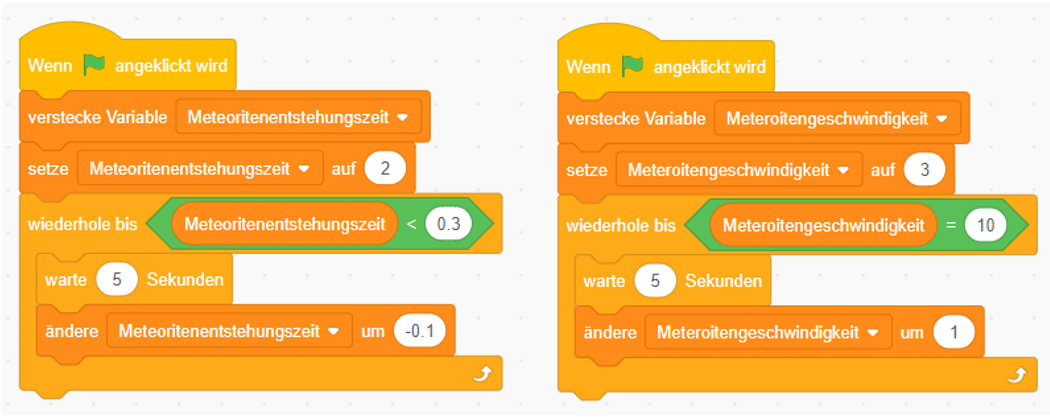 Wenn angeklickt wird
verstecke Variable Meteoritenentstehungszeit
setze Meteoritenentstehungszeit auf 2
wiederhole bis Meteoritenentstehungszeit < 0.3
warte 5 Sekunden
ändere Meteoritenentstehungszeit um -0.1
Wenn angeklickt wird
verstecke Variable Meteroitengeschwindigkeit
setze Meteroitengeschwindigkeit auf 3
wiederhole bis Meteroitengeschwindigkeit = 10
warte 5 Sekunden
ändere Meteroitengeschwindigkeit um 1